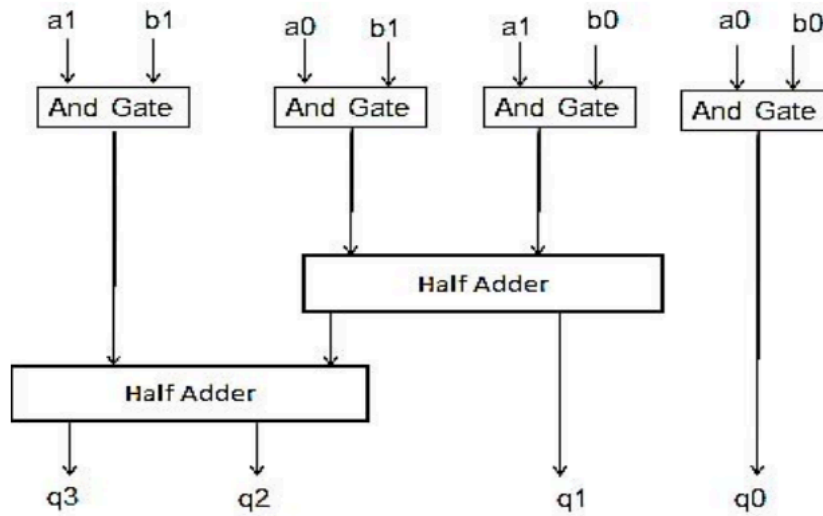 a1 b1 a0 b1 a1 b0 a0 b0
And Gate And Gate And Gate And Gate
Half Adder
Half Adder
q3 q2 q1 q0